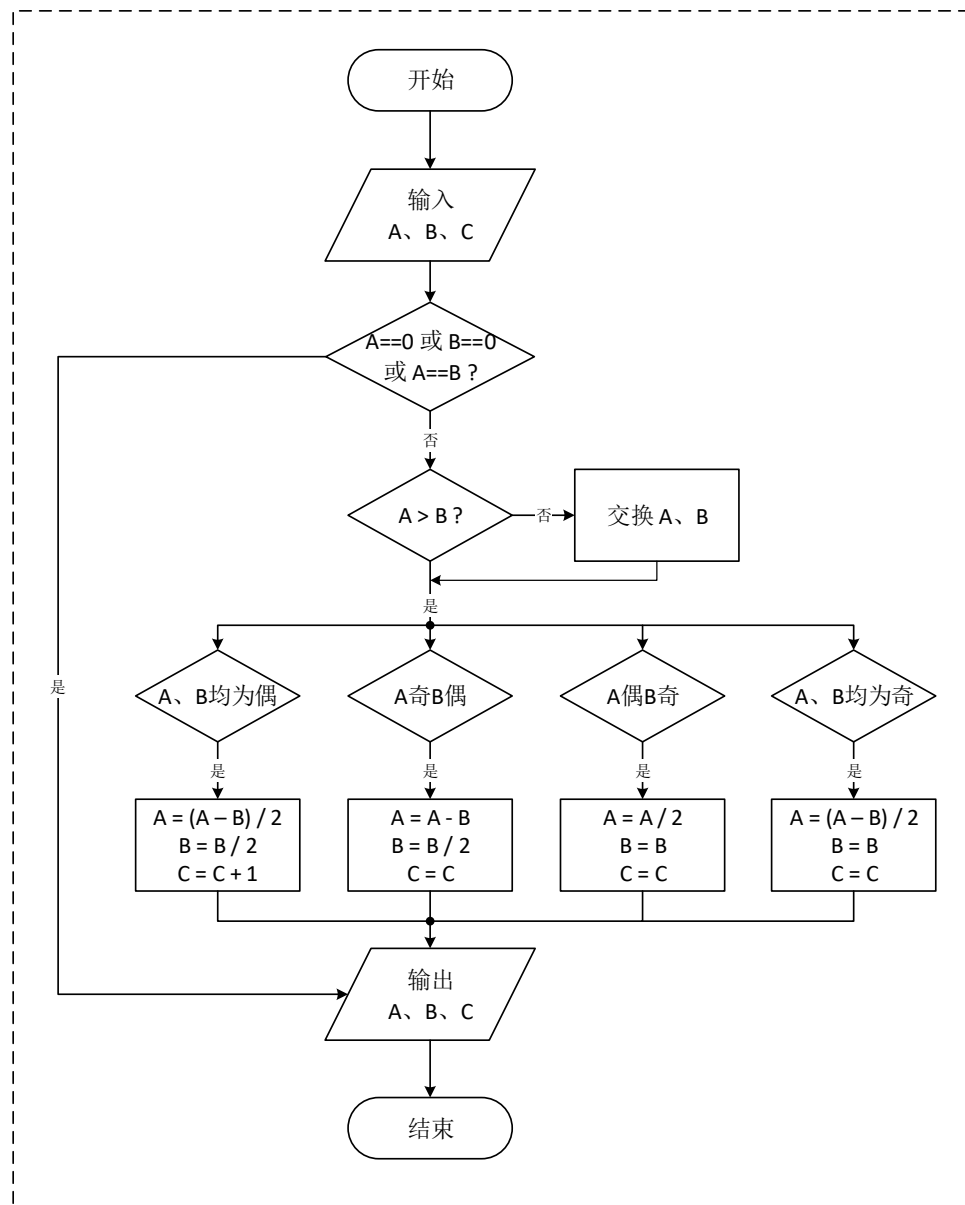 开始
输入
A、B、C
A==0 或 B==0
或 A==B ?
否
A > B ?
否
交换 A、B
是
是
A、B均为偶
A奇B偶
A偶B奇
A、B均为奇
是
是
是
是
A = (A – B) / 2
B = B / 2
C = C + 1
A = A - B
B = B / 2
C = C
A = A / 2
B = B
C = C
A = (A – B) / 2
B = B
C = C
输出
A、B、C
结束